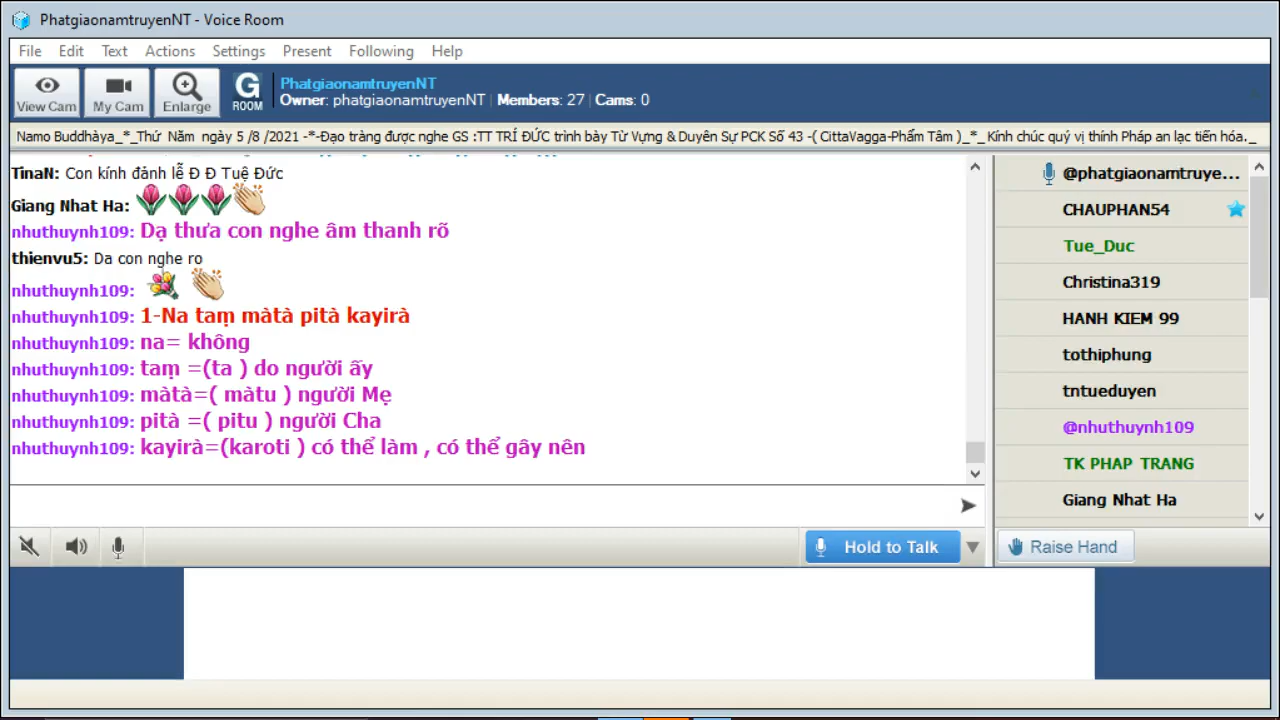 PhatgiaonamtruyenNT - Voice Room
File Edit Text Actions Settings Present Following Help
View Cam My Cam Enlarge G ROOM
PhatgiaonamtruyenNT
Owner: phatgiaonamtruyenNT | Members: 27 | Cams: 0
Namo Buddhàya_*_Thứ Năm ngày 5 /8 /2021 -*-Đạo tràng được nghe GS :TT TRÍ ĐỨC trình bày Từ Vựng & Duyên Sự PCK Số 43 -( CittaVagga-Phẩm Tâm )_*_Kính chúc quý vị thính Pháp an lạc tiến hóa._
TinaN: Con kính đảnh lễ Đ Đ Tuệ Đức
Giang Nhat Ha:
nhuthuynh109: Dạ thưa con nghe âm thanh rõ
thienvu5: Da con nghe ro
nhuthuynh109:
nhuthuynh109: 1-Na taṃ màtà pità kayirà
nhuthuynh109: na= không
nhuthuynh109: taṃ =(ta ) do người ấy
nhuthuynh109: màtà=( màtu ) người Mẹ
nhuthuynh109: pità =( pitu ) người Cha
nhuthuynh109: kayirà=(karoti ) có thể làm , có thể gây nên
@phatgiaonamtruye...
CHAUPHAN54
Tue_Duc
Christina319
HANH KIEM 99
tothiphung
tntueduyen
@nhuthuynh109
TK PHAP TRANG
Giang Nhat Ha
Hold to Talk
Raise Hand